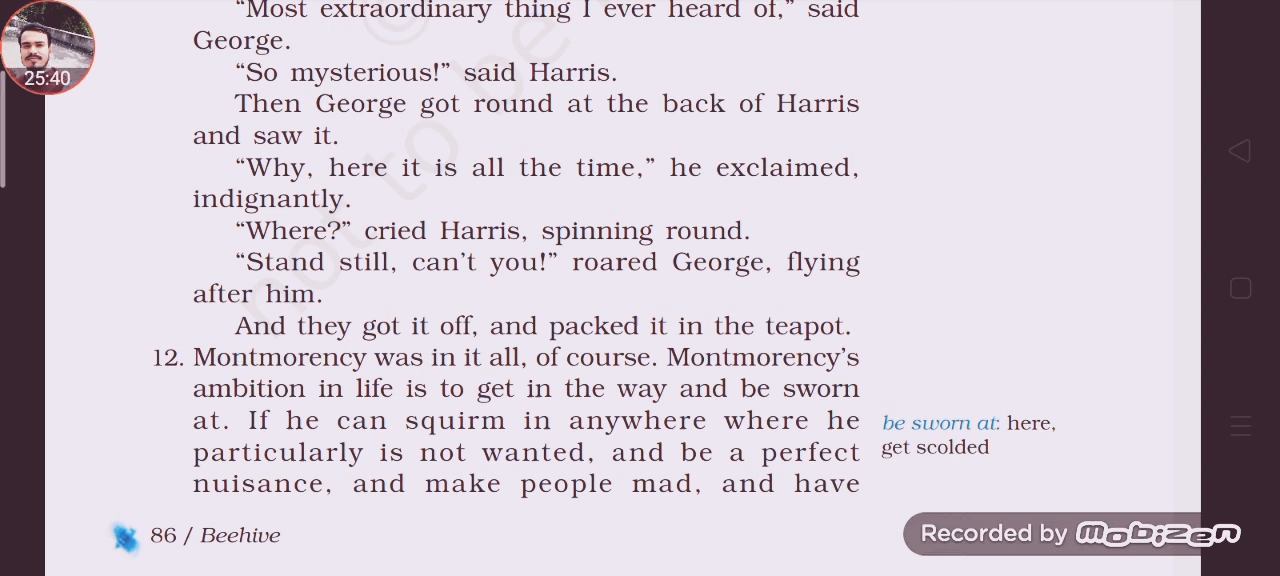 "Most extraordinary thing I ever heard of," said
George.
"So mysterious!" said Harris.
Then George got round at the back of Harris
and saw it.
"Why, here it is all the time," he exclaimed,
indignantly.
"Where?" cried Harris, spinning round.
"Stand still, can't you!" roared George, flying
after him.
And they got it off, and packed it in the teapot.
12. Montmorency was in it all, of course. Montmorency's
ambition in life is to get in the way and be sworn
at. If he can squirm in anywhere where he
particularly is not wanted, and be a perfect
nuisance, and make people mad, and have
be sworn at: here,
get scolded
86 / Beehive
25:40
not to be
©
Recorded by mobizen